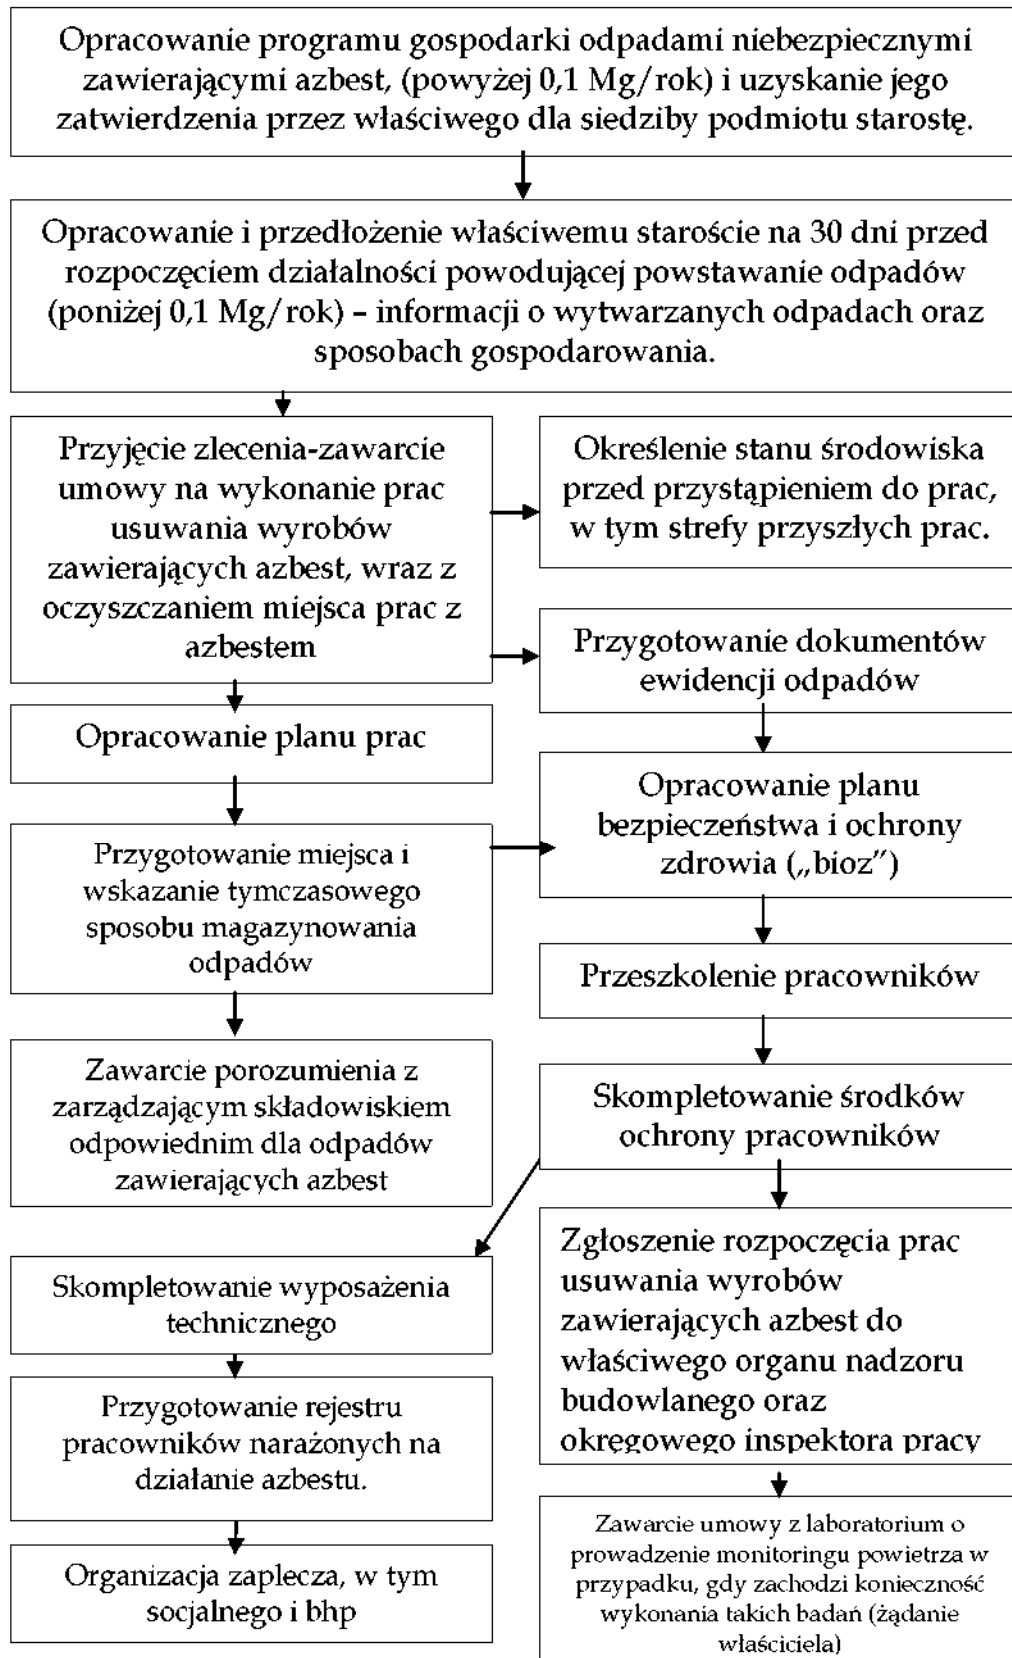 Opracowanie programu gospodarki odpadami niebezpiecznymi
zawierającymi azbest, (powyżej 0,1 Mg/rok) i uzyskanie jego
zatwierdzenia przez właściwego dla siedziby podmiotu starostę.
Opracowanie i przedłożenie właściwemu staroście na 30 dni przed
rozpoczęciem działalności powodującej powstawanie odpadów
(poniżej 0,1 Mg/rok) – informacji o wytwarzanych odpadach oraz
sposobach gospodarowania.
Przyjęcie zlecenia-zawarcie
umowy na wykonanie prac
usuwania wyrobów
zawierających azbest, wraz z
oczyszczaniem miejsca prac z
azbestem
Określenie stanu środowiska
przed przystąpieniem do prac,
w tym strefy przyszłych prac.
Przygotowanie dokumentów
ewidencji odpadów
Opracowanie planu prac
Opracowanie planu
bezpieczeństwa i ochrony
zdrowia („bioz”)
Przygotowanie miejsca i
wskazanie tymczasowego
sposobu magazynowania
odpadów
Przeszkolenie pracowników
Zawarcie porozumienia z
zarządzającym składowiskiem
odpowiednim dla odpadów
zawierających azbest
Skompletowanie środków
ochrony pracowników
Skompletowanie wyposażenia
technicznego
Zgłoszenie rozpoczęcia prac
usuwania wyrobów
zawierających azbest do
właściwego organu nadzoru
budowlanego oraz
okręgowego inspektora pracy
Przygotowanie rejestru
pracowników narażonych na
działanie azbestu.
Organizacja zaplecza, w tym
socjalnego i bhp
Zawarcie umowy z laboratorium o
prowadzenie monitoringu powietrza w
przypadku, gdy zachodzi konieczność
wykonania takich badań (żądanie
właściciela)